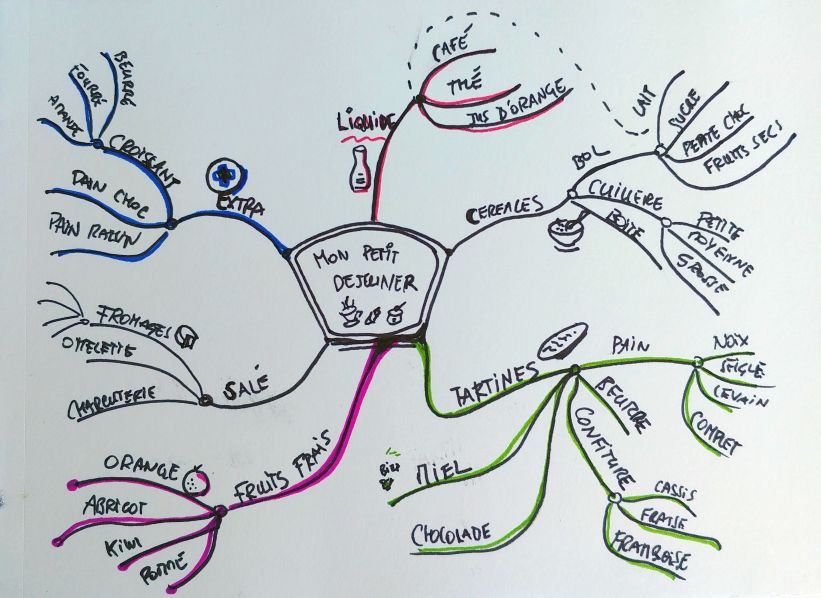 MON PETIT
DEJEUNER
LIQUIDE
CAFÉ
THÉ
JUS D'ORANGE
CEREALES
BOL
LAIT
SUCRE
PEPITE CHOC
FRUITS SECS
CUILLERE
PETITE
MOYENNE
GROSSE
BOITE
TARTINES
PAIN
NOIX
SEIGLE
LEVAIN
COMPLET
BEURRE
CONFITURE
CASSIS
FRAISE
FRAMBOISE
MIEL
CHOCOLADE
FRUITS FRAIS
ORANGE
ABRICOT
KIWI
POMME
SALÉ
FROMAGES
OMELETTE
CHARCUTERIE
EXTRA
CROISSANT
BEURRE
FOURRÉ
AMANDE
PAIN CHOC
PAIN RAISIN